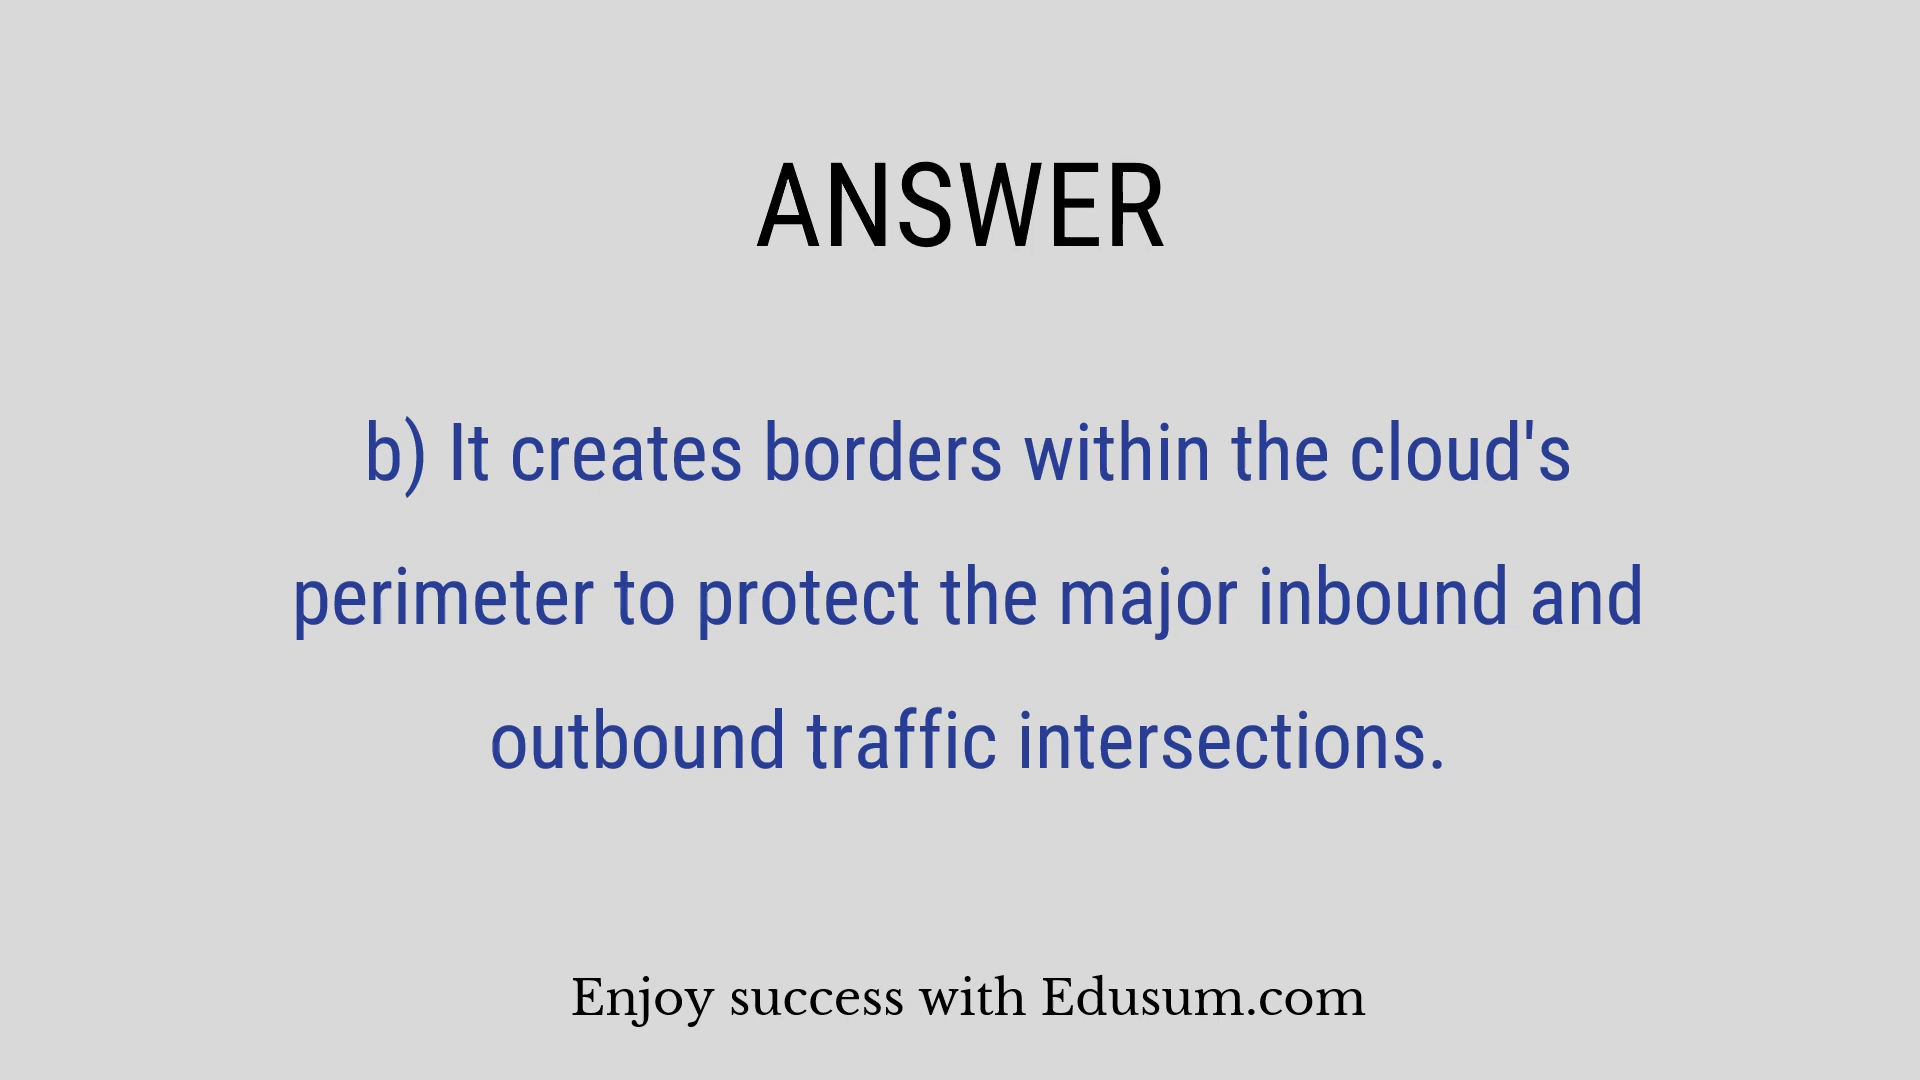 ANSWER
b) It creates borders within the cloud's
perimeter to protect the major inbound and
outbound traffic intersections.
Enjoy success with Edusum.com